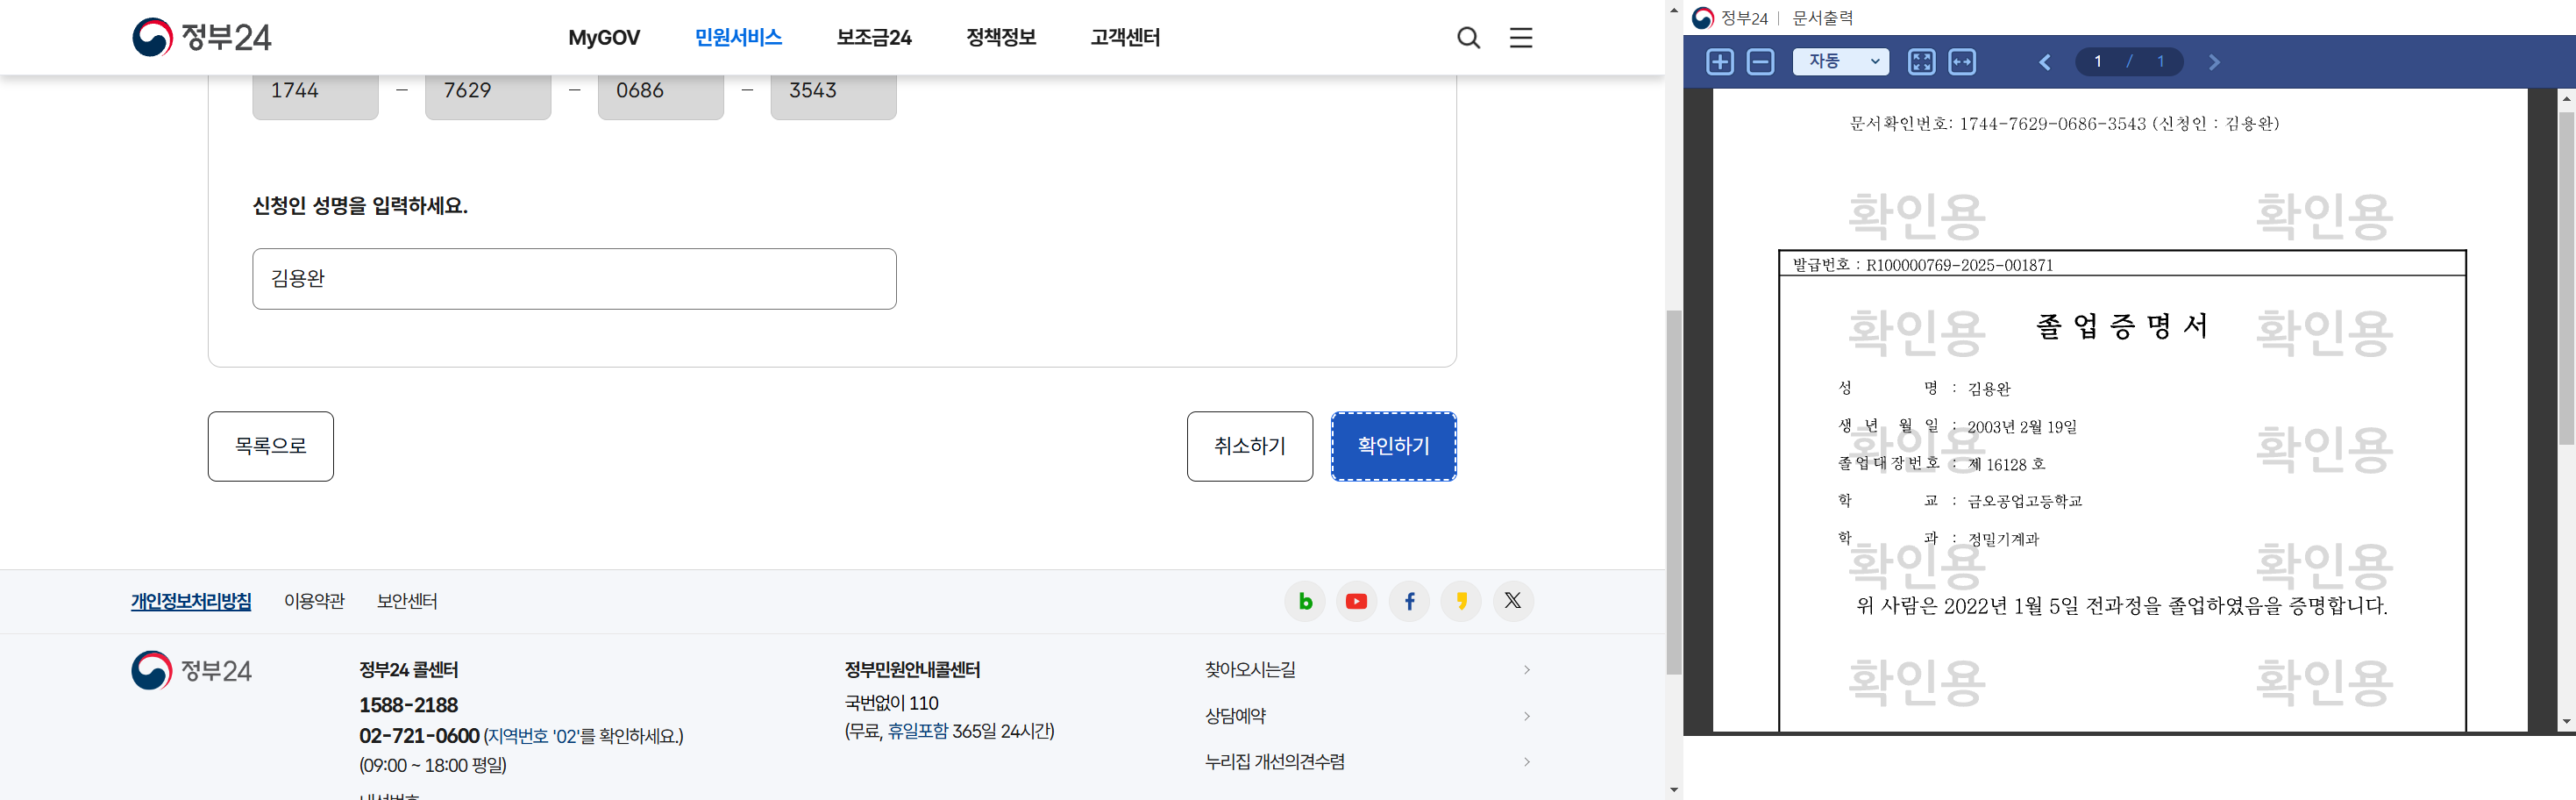 정부24
MyGOV 민원서비스 보조금24 정책정보 고객센터
1744 – 7629 – 0686 – 3543
신청인 성명을 입력하세요.
김용완
목록으로
취소하기 확인하기
개인정보처리방침 이용약관 보안센터
정부24
정부24 콜센터
1588-2188
02-721-0600 (지역번호 '02'를 확인하세요.)
(09:00 ~ 18:00 평일)
정부민원안내콜센터
국번없이 110
(무료, 휴일포함 365일 24시간)
찾아오시는길
상담예약
누리집 개선의견수렴
정부24 | 문서출력
자동 1 / 1
문서확인번호: 1744-7629-0686-3543 (신청인 : 김용완)
확인용 확인용
발급번호 : R100000769-2025-001871
확인용 확인용
졸 업 증 명 서
성 명 : 김용완
생 년 월 일 : 2003년 2월 19일
확인용 확인용
졸업대장번호 : 제 16128 호
학 교 : 금오공업고등학교
학 과 : 정밀기계과
확인용 확인용
위 사람은 2022년 1월 5일 전과정을 졸업하였음을 증명합니다.
확인용 확인용